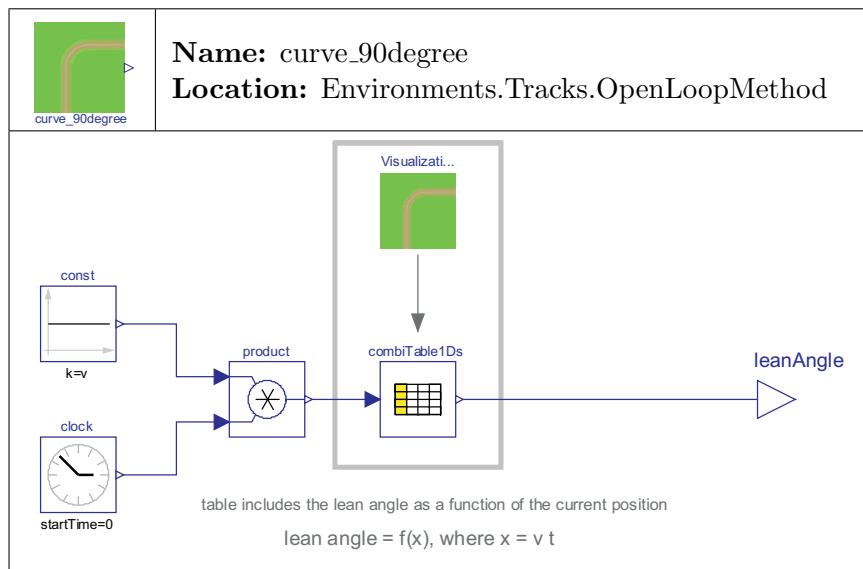 Name: curve_90degree
Location: Environments.Tracks.OpenLoopMethod
curve_90degree
Visualizati...
const
k=v
product
combiTable1Ds
leanAngle
clock
startTime=0
table includes the lean angle as a function of the current position
lean angle = f(x), where x = v t